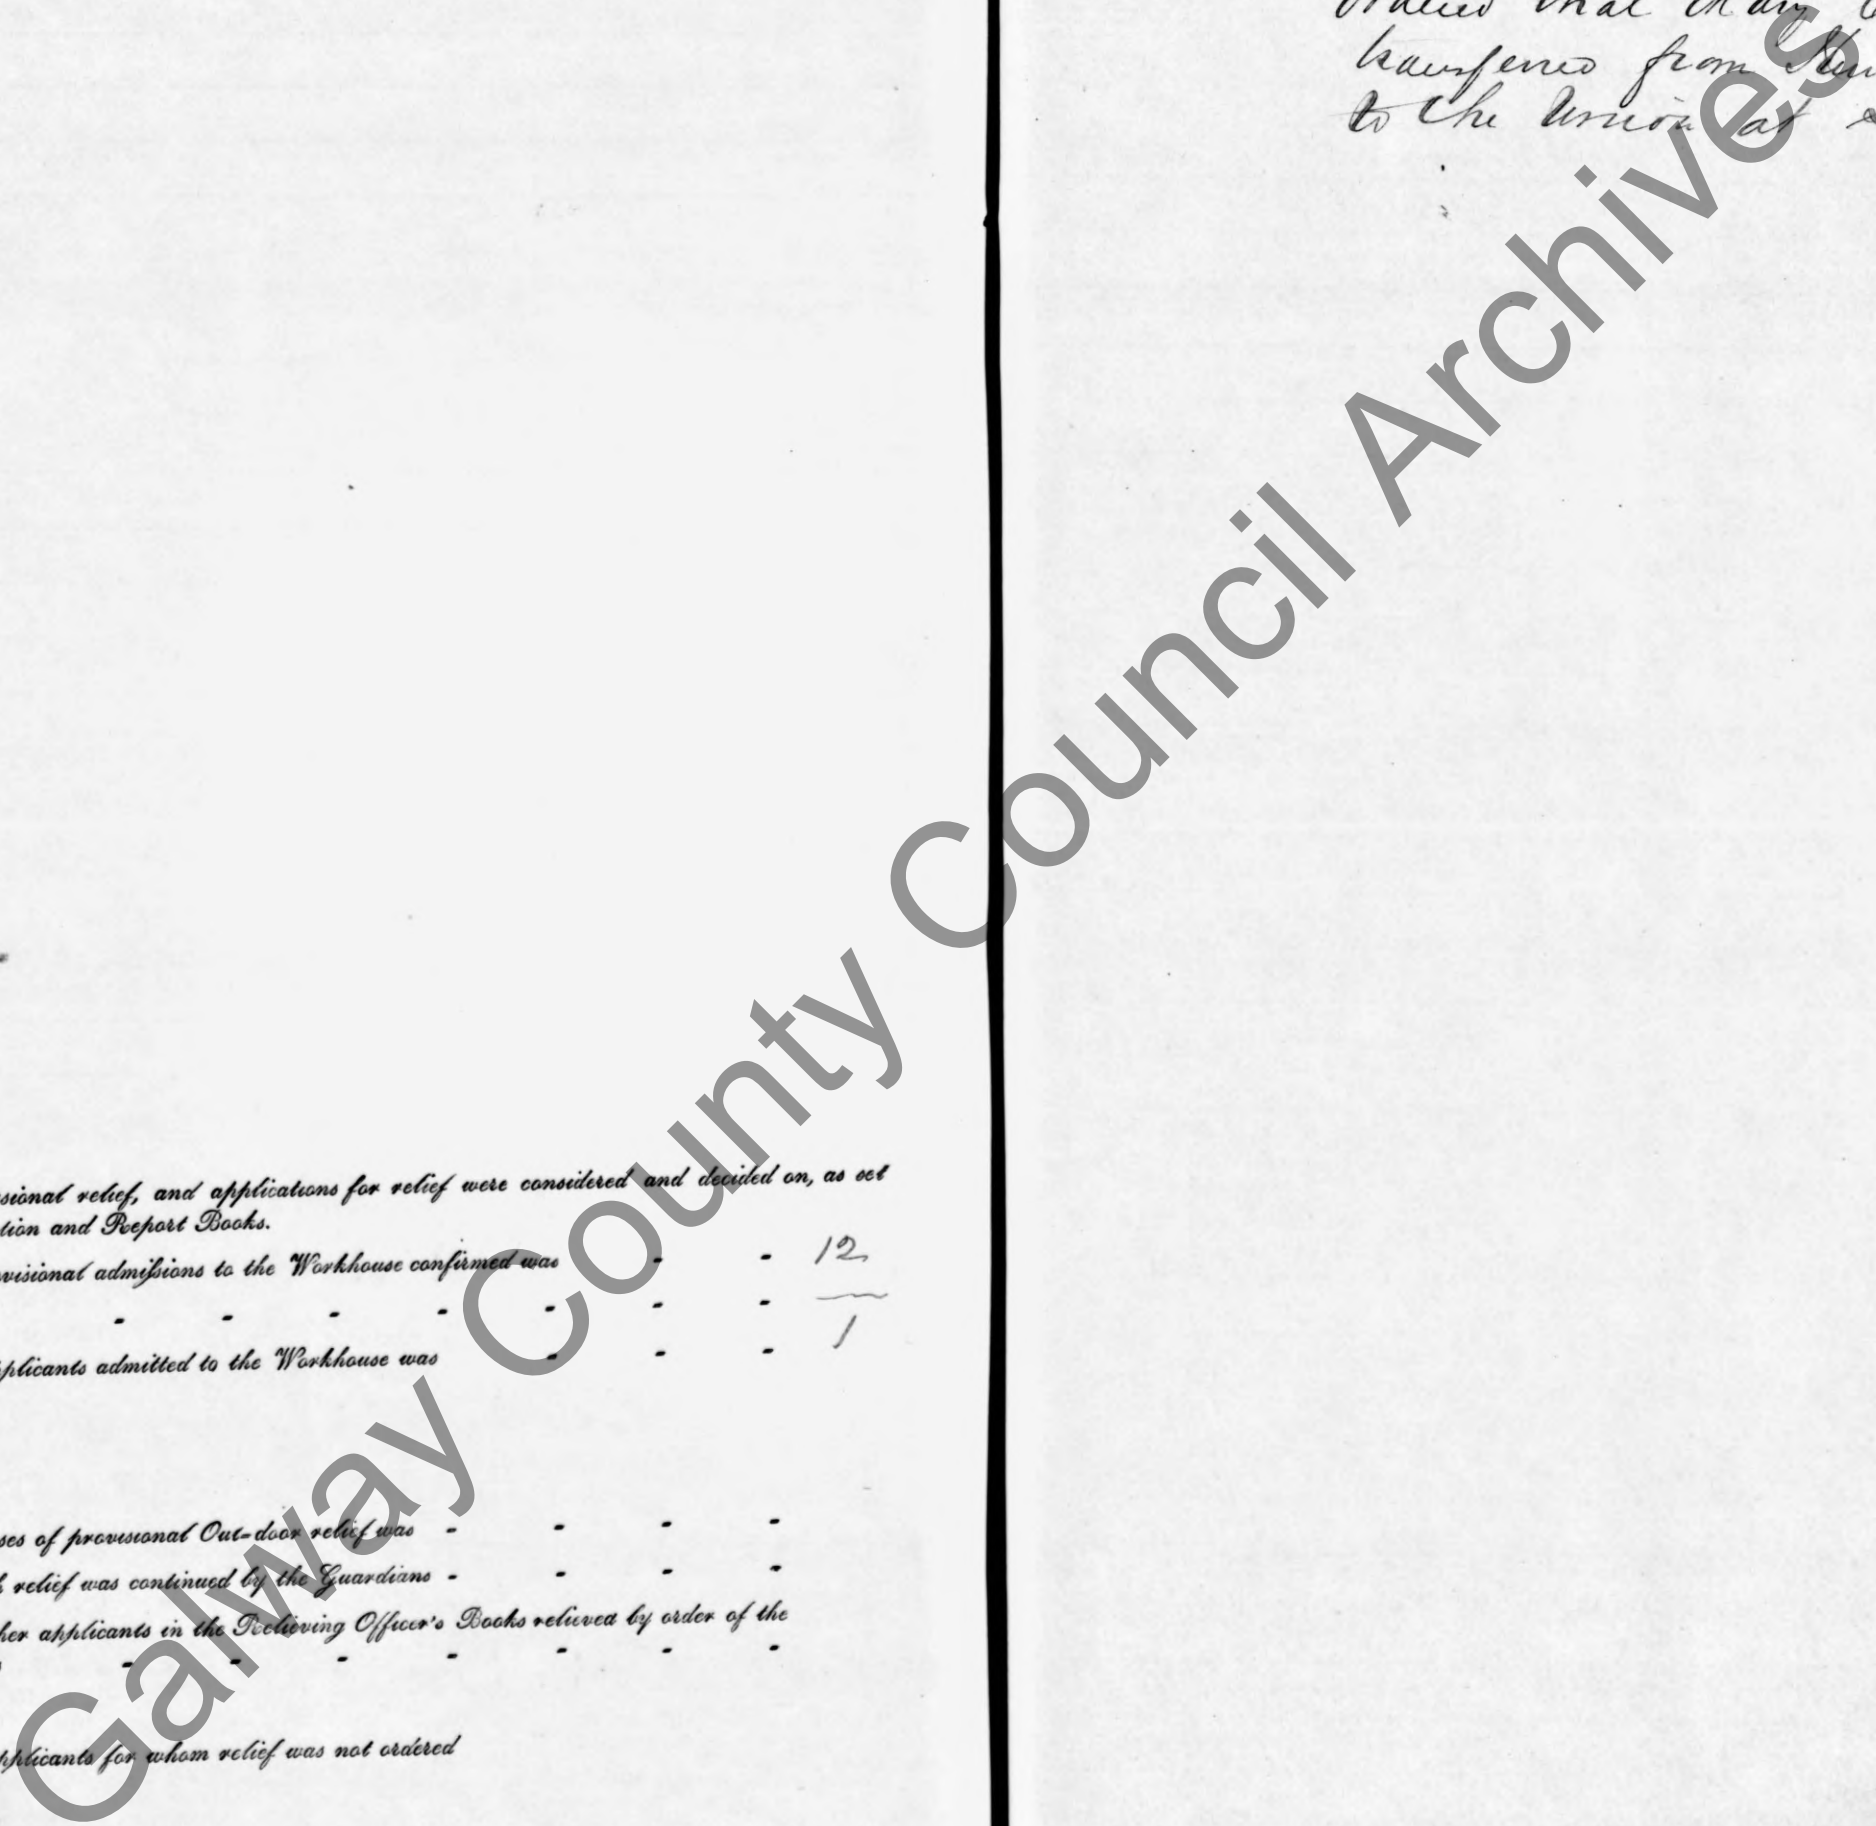 sional relief, and applications for relief were considered and decided on, as set
tion and Report Books.
visional admissions to the Workhouse confirmed was - - 12
- - - - - - - —
plicants admitted to the Workhouse was - - - 1
ses of provisional Out-door relief was - - - -
relief was continued by the Guardians - - - -
her applicants in the Relieving Officer's Books relieved by order of the
- - - - - - -
pplicants for whom relief was not ordered
ordered that Mary
transferred from
to the Union at
Galway County Council Archives